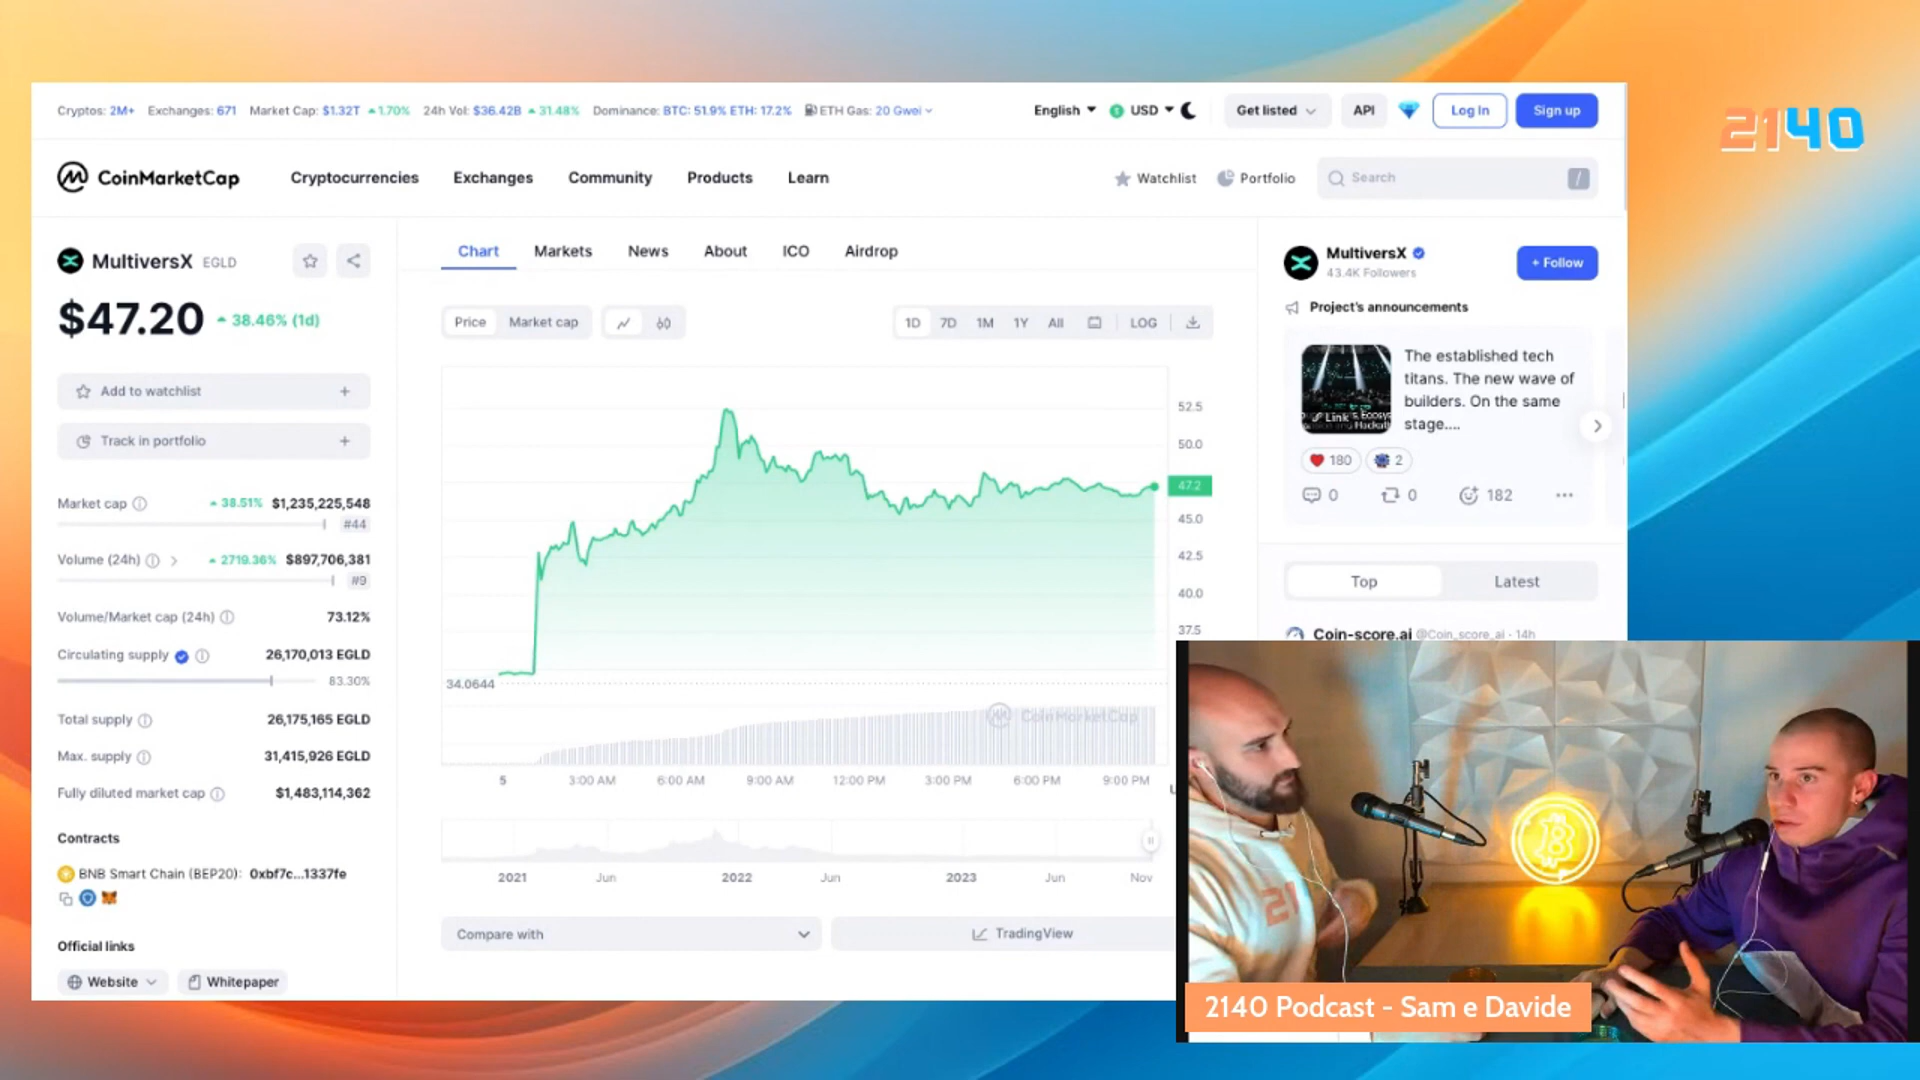 Cryptos: 2M+ Exchanges: 671 Market Cap: $1.32T 1.70% 24h Vol: $36.42B 31.48% Dominance: BTC: 51.9% ETH: 17.2% ETH Gas: 20 Gwei
English USD Get listed API Log In Sign up
2140
CoinMarketCap Cryptocurrencies Exchanges Community Products Learn Watchlist Portfolio Search /
MultiversX EGLD
$47.20 38.46% (1d)
Add to watchlist +
Track in portfolio +
Market cap 38.51% $1,235,225,548
#44
Volume (24h) 2719.36% $897,706,381
#9
Volume/Market cap (24h) 73.12%
Circulating supply 26,170,013 EGLD
83.30%
Total supply 26,175,165 EGLD
Max. supply 31,415,926 EGLD
Fully diluted market cap $1,483,114,362
Contracts
BNB Smart Chain (BEP20): 0xbf7c...1337fe
Official links
Website Whitepaper
Chart Markets News About ICO Airdrop
Price Market cap 1D 7D 1M 1Y All LOG
52.5
50.0
47.2
45.0
42.5
40.0
37.5
34.0644
CoinMarketCap
5 3:00 AM 6:00 AM 9:00 AM 12:00 PM 3:00 PM 6:00 PM 9:00 PM
2021 Jun 2022 Jun 2023 Jun Nov
Compare with TradingView
MultiversX
43.4K Followers
+ Follow
Project's announcements
The established tech
titans. The new wave of
builders. On the same
stage....
180 2
0 0 182 ...
Top Latest
Coin-score.ai @Coin_score_ai · 14h
21
2140 Podcast - Sam e Davide